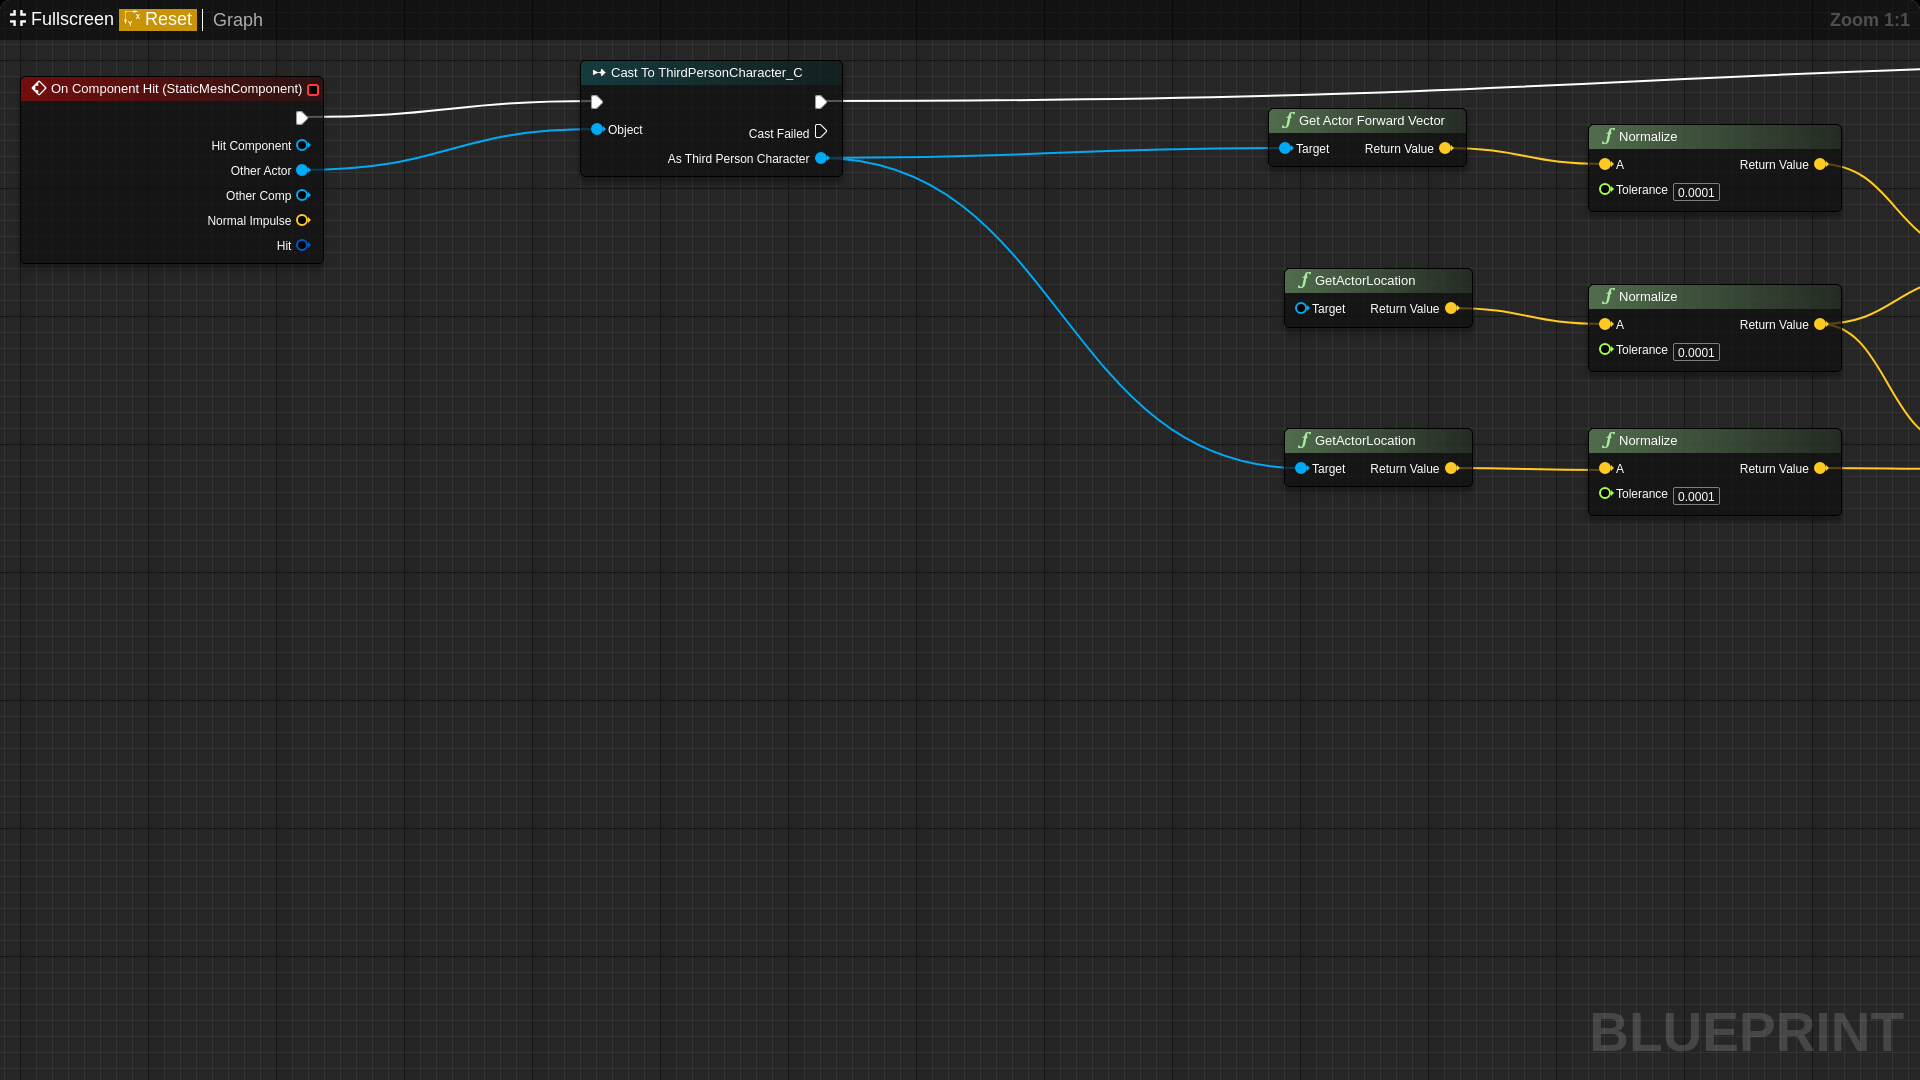 Fullscreen Reset Graph
Zoom 1:1
On Component Hit (StaticMeshComponent)
Hit Component
Other Actor
Other Comp
Normal Impulse
Hit
Cast To ThirdPersonCharacter_C
Object
Cast Failed
As Third Person Character
Get Actor Forward Vector
Target Return Value
Normalize
A Return Value
Tolerance 0.0001
GetActorLocation
Target Return Value
Normalize
A Return Value
Tolerance 0.0001
GetActorLocation
Target Return Value
Normalize
A Return Value
Tolerance 0.0001
BLUEPRINT